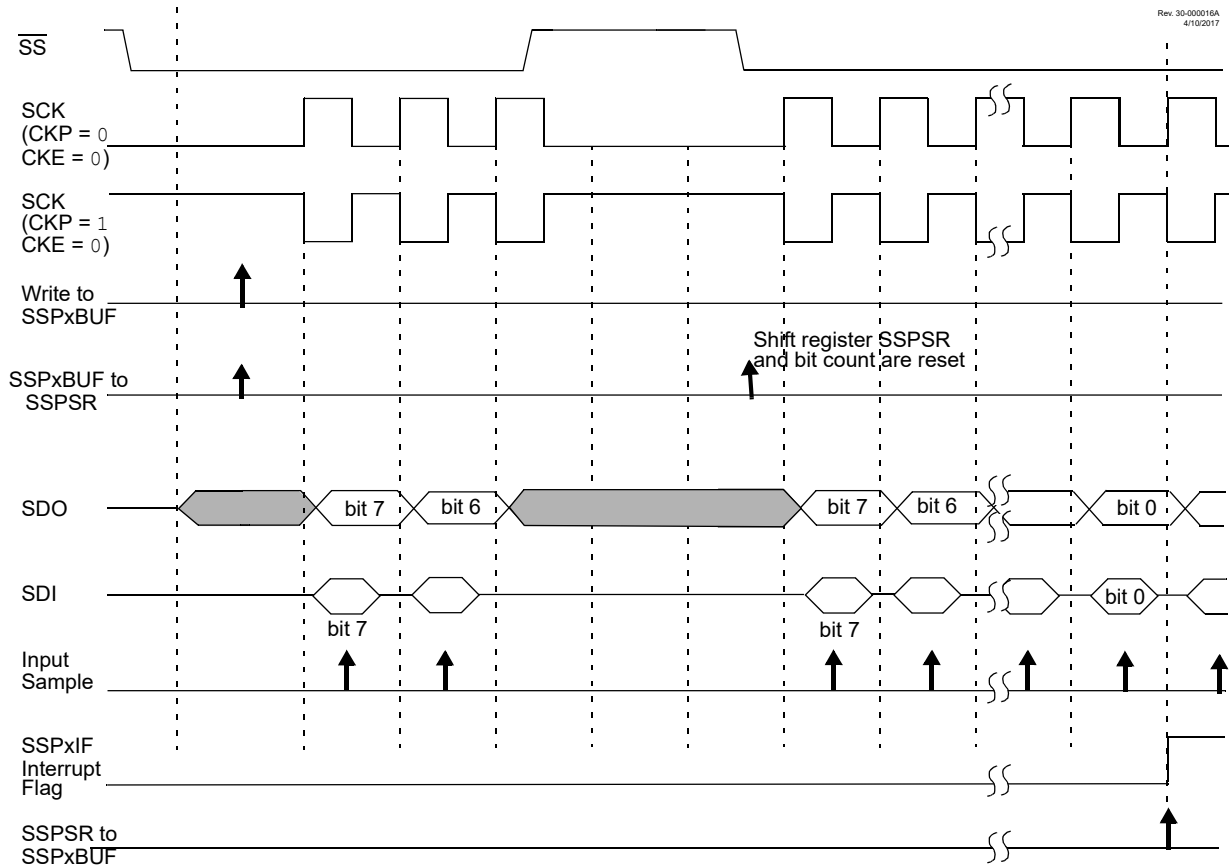 Rev. 30-000016A
4/10/2017
SS
SCK
(CKP = 0
CKE = 0)
SCK
(CKP = 1
CKE = 0)
Write to
SSPxBUF
Shift register SSPSR
and bit count are reset
SSPxBUF to
SSPSR
SDO
bit 7
bit 6
bit 7
bit 6
bit 0
SDI
bit 0
bit 7
bit 7
Input
Sample
SSPxIF
Interrupt
Flag
SSPSR to
SSPxBUF